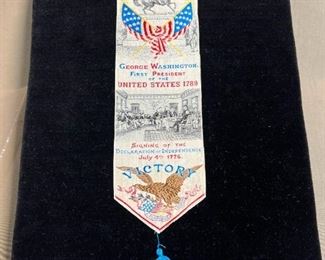 GEORGE WASHINGTON
FIRST PRESIDENT
OF THE
UNITED STATES 1789
SIGNING OF THE
DECLARATION OF INDEPENDENCE
JULY 4TH 1776
VICTORY